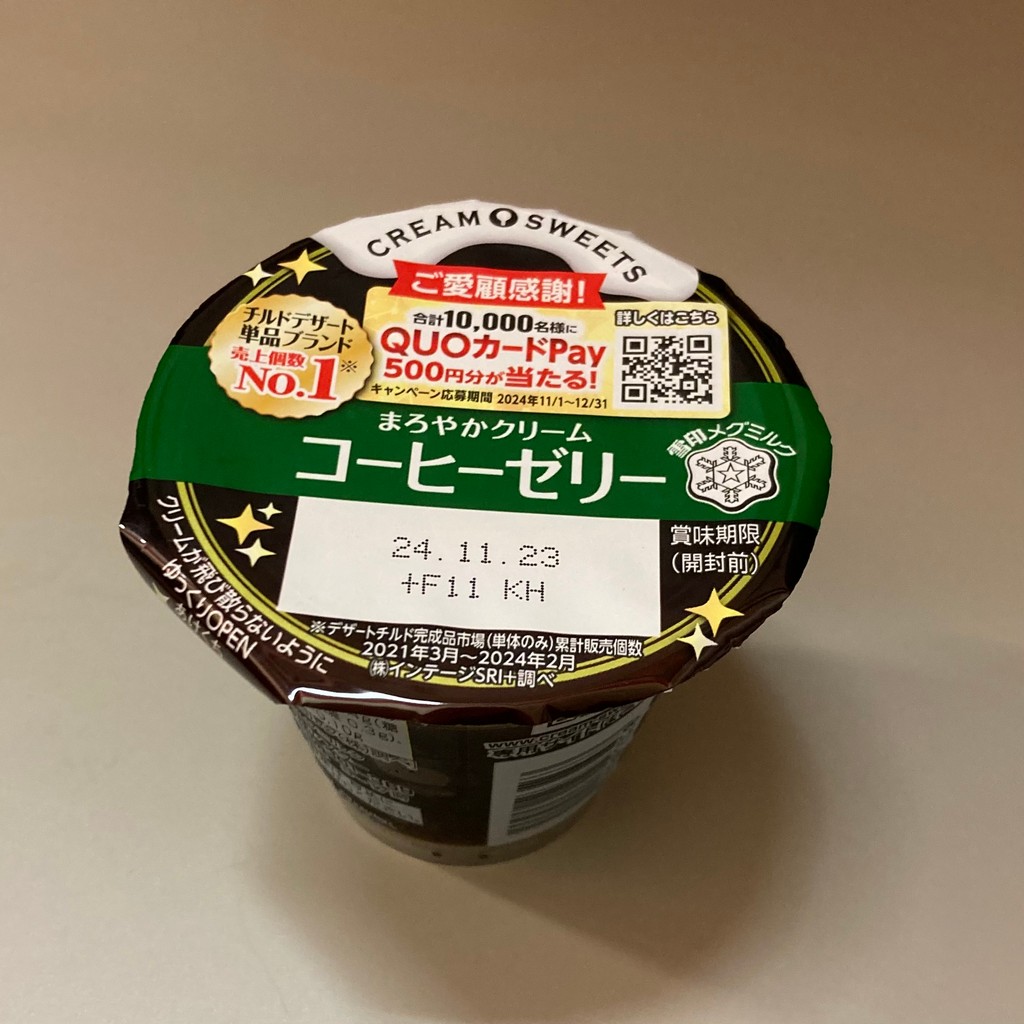 CREAM SWEETS
ご愛顧感謝!
チルドデザート
単品ブランド
売上個数
No.1※
合計10,000名様に
QUOカードPay
500円分が当たる!
キャンペーン応募期間 2024年11/1~12/31
詳しくはこちら
まろやかクリーム
コーヒーゼリー
雪印メグミルク
賞味期限
(開封前)
24.11.23
+F11 KH
クリームが飛び散らないように
ゆっくりOPEN
※デザートチルド完成品市場(単体のみ)累計販売個数
2021年3月~2024年2月
(株)インテージSRI+調べ